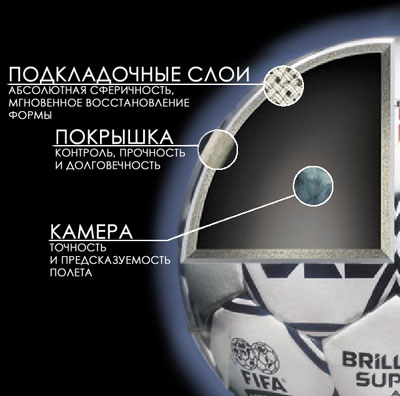 ПОДКЛАДОЧНЫЕ СЛОИ
АБСОЛЮТНАЯ СФЕРИЧНОСТЬ,
МГНОВЕННОЕ ВОССТАНОВЛЕНИЕ
ФОРМЫ
ПОКРЫШКА
КОНТРОЛЬ, ПРОЧНОСТЬ
И ДОЛГОВЕЧНОСТЬ
КАМЕРА
ТОЧНОСТЬ
И ПРЕДСКАЗУЕМОСТЬ
ПОЛЕТА
FIFA
BRILL
SUP